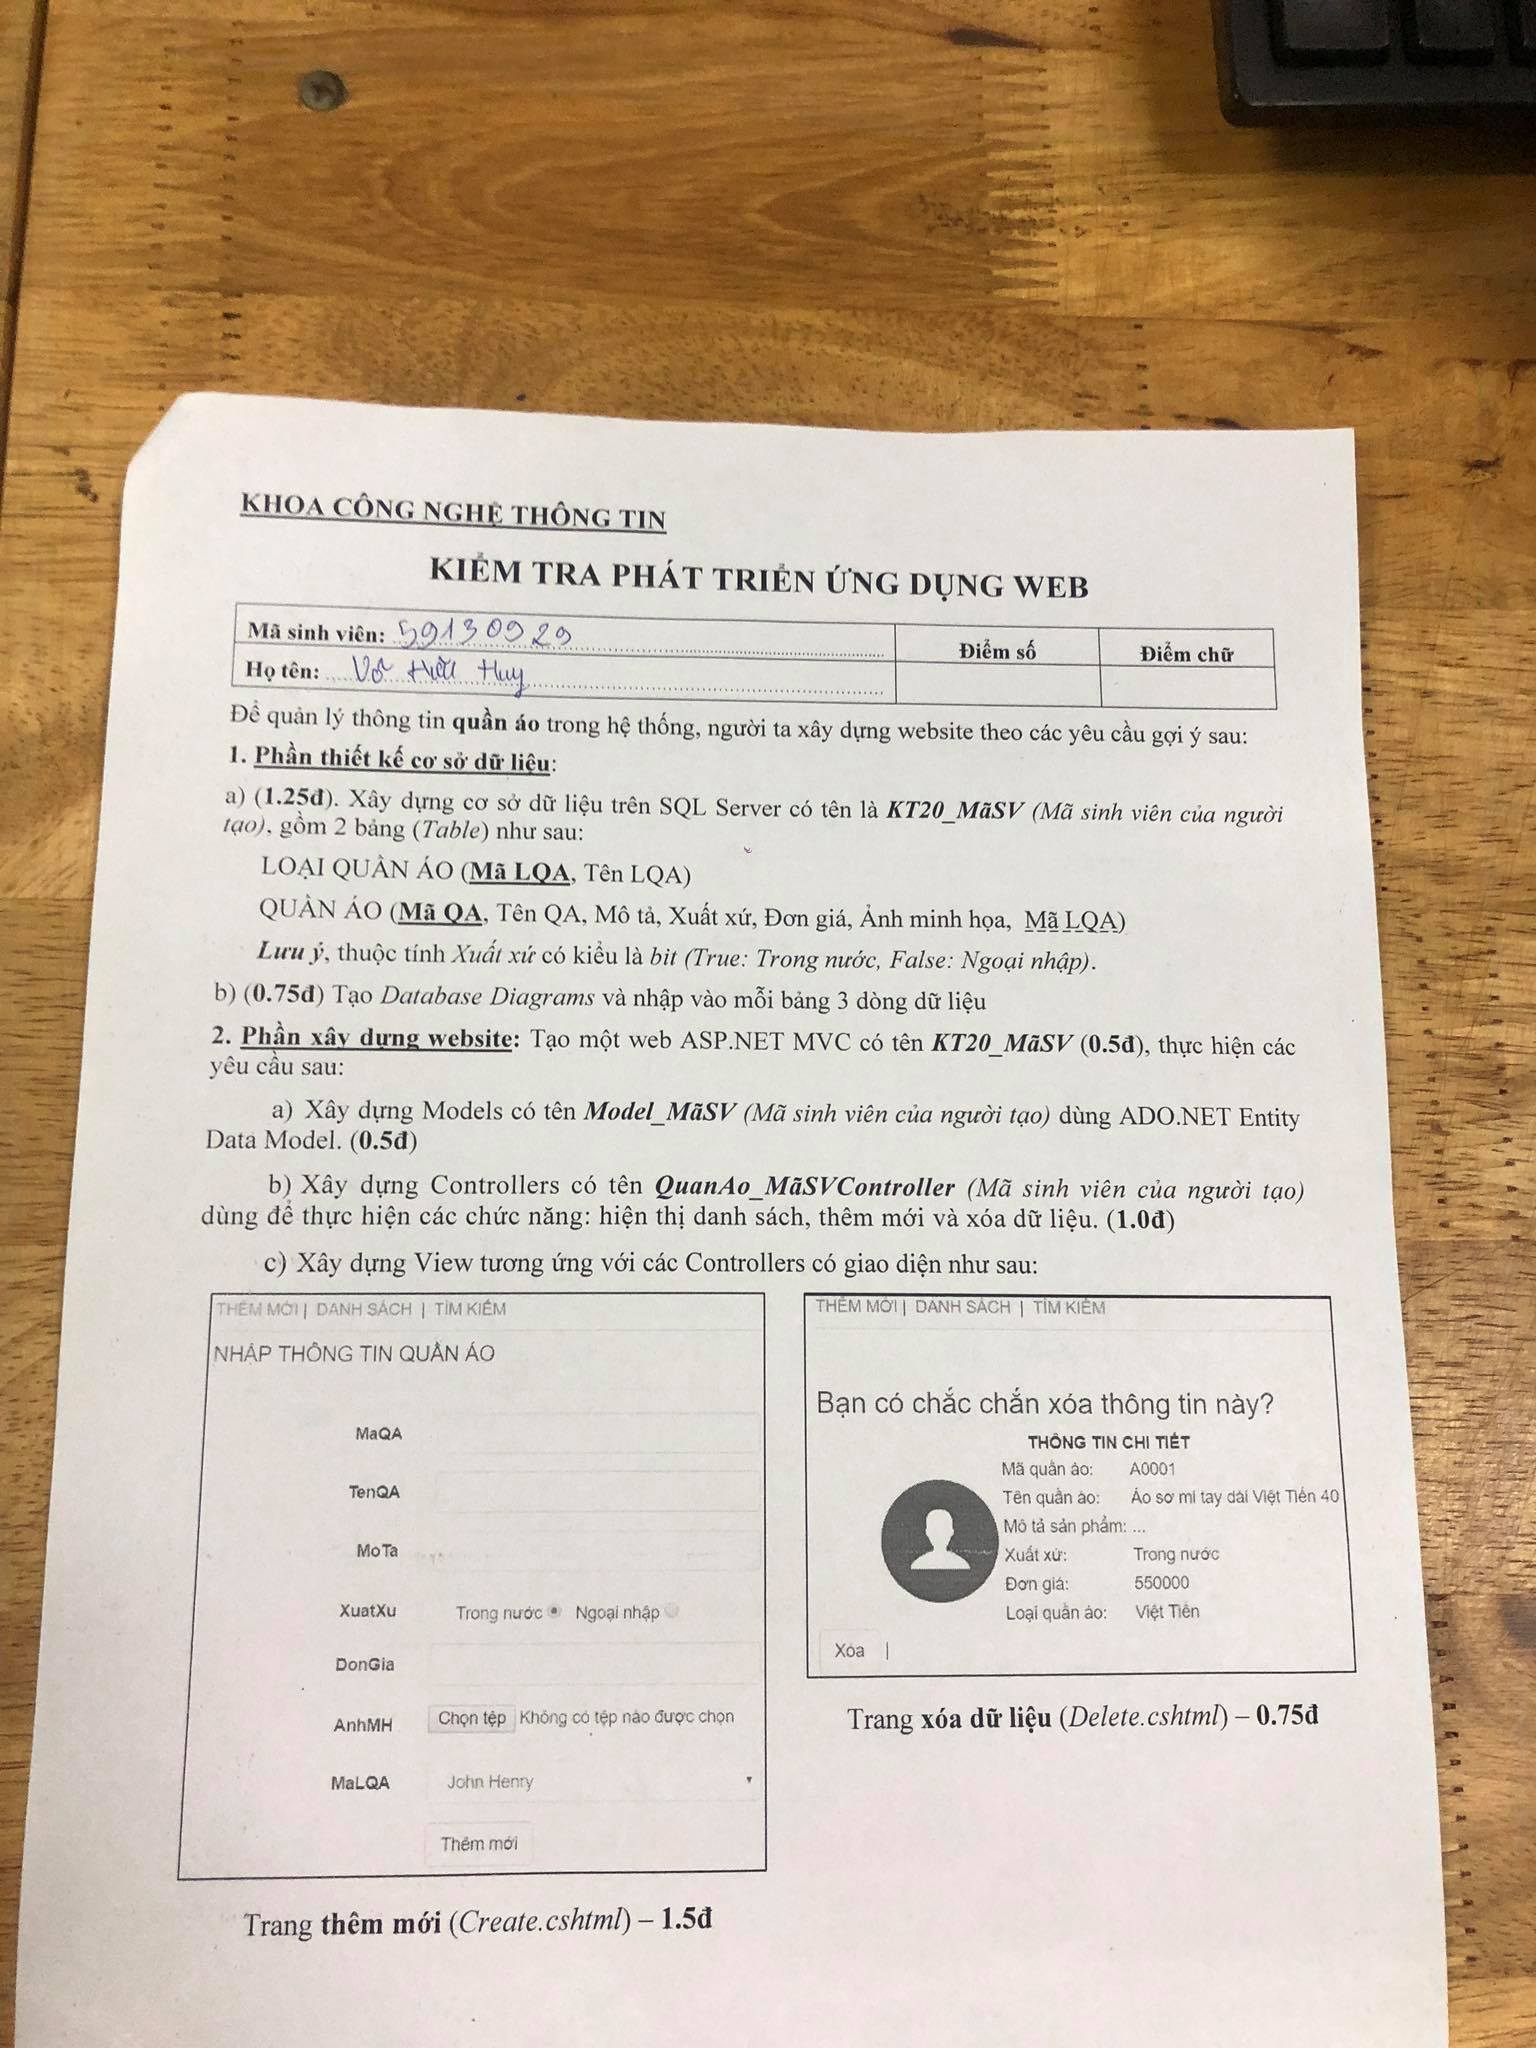 KHOA CÔNG NGHỆ THÔNG TIN
KIỂM TRA PHÁT TRIỂN ỨNG DỤNG WEB
Mã sinh viên: 59130929
Điểm số
Điểm chữ
Họ tên: Võ Hữu Huy
Để quản lý thông tin quần áo trong hệ thống, người ta xây dựng website theo các yêu cầu gợi ý sau:
1. Phần thiết kế cơ sở dữ liệu:
a) (1.25đ). Xây dựng cơ sở dữ liệu trên SQL Server có tên là KT20_MãSV (Mã sinh viên của người
tạo), gồm 2 bảng (Table) như sau:
LOẠI QUẦN ÁO (Mã LQA, Tên LQA)
QUẦN ÁO (Mã QA, Tên QA, Mô tả, Xuất xứ, Đơn giá, Ảnh minh họa, Mã LQA)
Lưu ý, thuộc tính Xuất xứ có kiểu là bit (True: Trong nước, False: Ngoại nhập).
b) (0.75đ) Tạo Database Diagrams và nhập vào mỗi bảng 3 dòng dữ liệu
2. Phần xây dựng website: Tạo một web ASP.NET MVC có tên KT20_MãSV (0.5đ), thực hiện các
yêu cầu sau:
a) Xây dựng Models có tên Model_MãSV (Mã sinh viên của người tạo) dùng ADO.NET Entity
Data Model. (0.5đ)
b) Xây dựng Controllers có tên QuanAo_MãSVController (Mã sinh viên của người tạo)
dùng để thực hiện các chức năng: hiện thị danh sách, thêm mới và xóa dữ liệu. (1.0đ)
c) Xây dựng View tương ứng với các Controllers có giao diện như sau:
THÊM MỚI | DANH SÁCH | TÌM KIẾM
NHẬP THÔNG TIN QUẦN ÁO
MaQA
TenQA
MoTa
XuatXu Trong nước Ngoại nhập
DonGia
AnhMH Chọn tệp Không có tệp nào được chọn
MaLQA John Henry
Thêm mới
Trang thêm mới (Create.cshtml) – 1.5đ
THÊM MỚI | DANH SÁCH | TÌM KIẾM
Bạn có chắc chắn xóa thông tin này?
THÔNG TIN CHI TIẾT
Mã quần áo: A0001
Tên quần áo: Áo sơ mi tay dài Việt Tiến 40
Mô tả sản phẩm: ...
Xuất xứ: Trong nước
Đơn giá: 550000
Loại quần áo: Việt Tiến
Xóa |
Trang xóa dữ liệu (Delete.cshtml) – 0.75đ